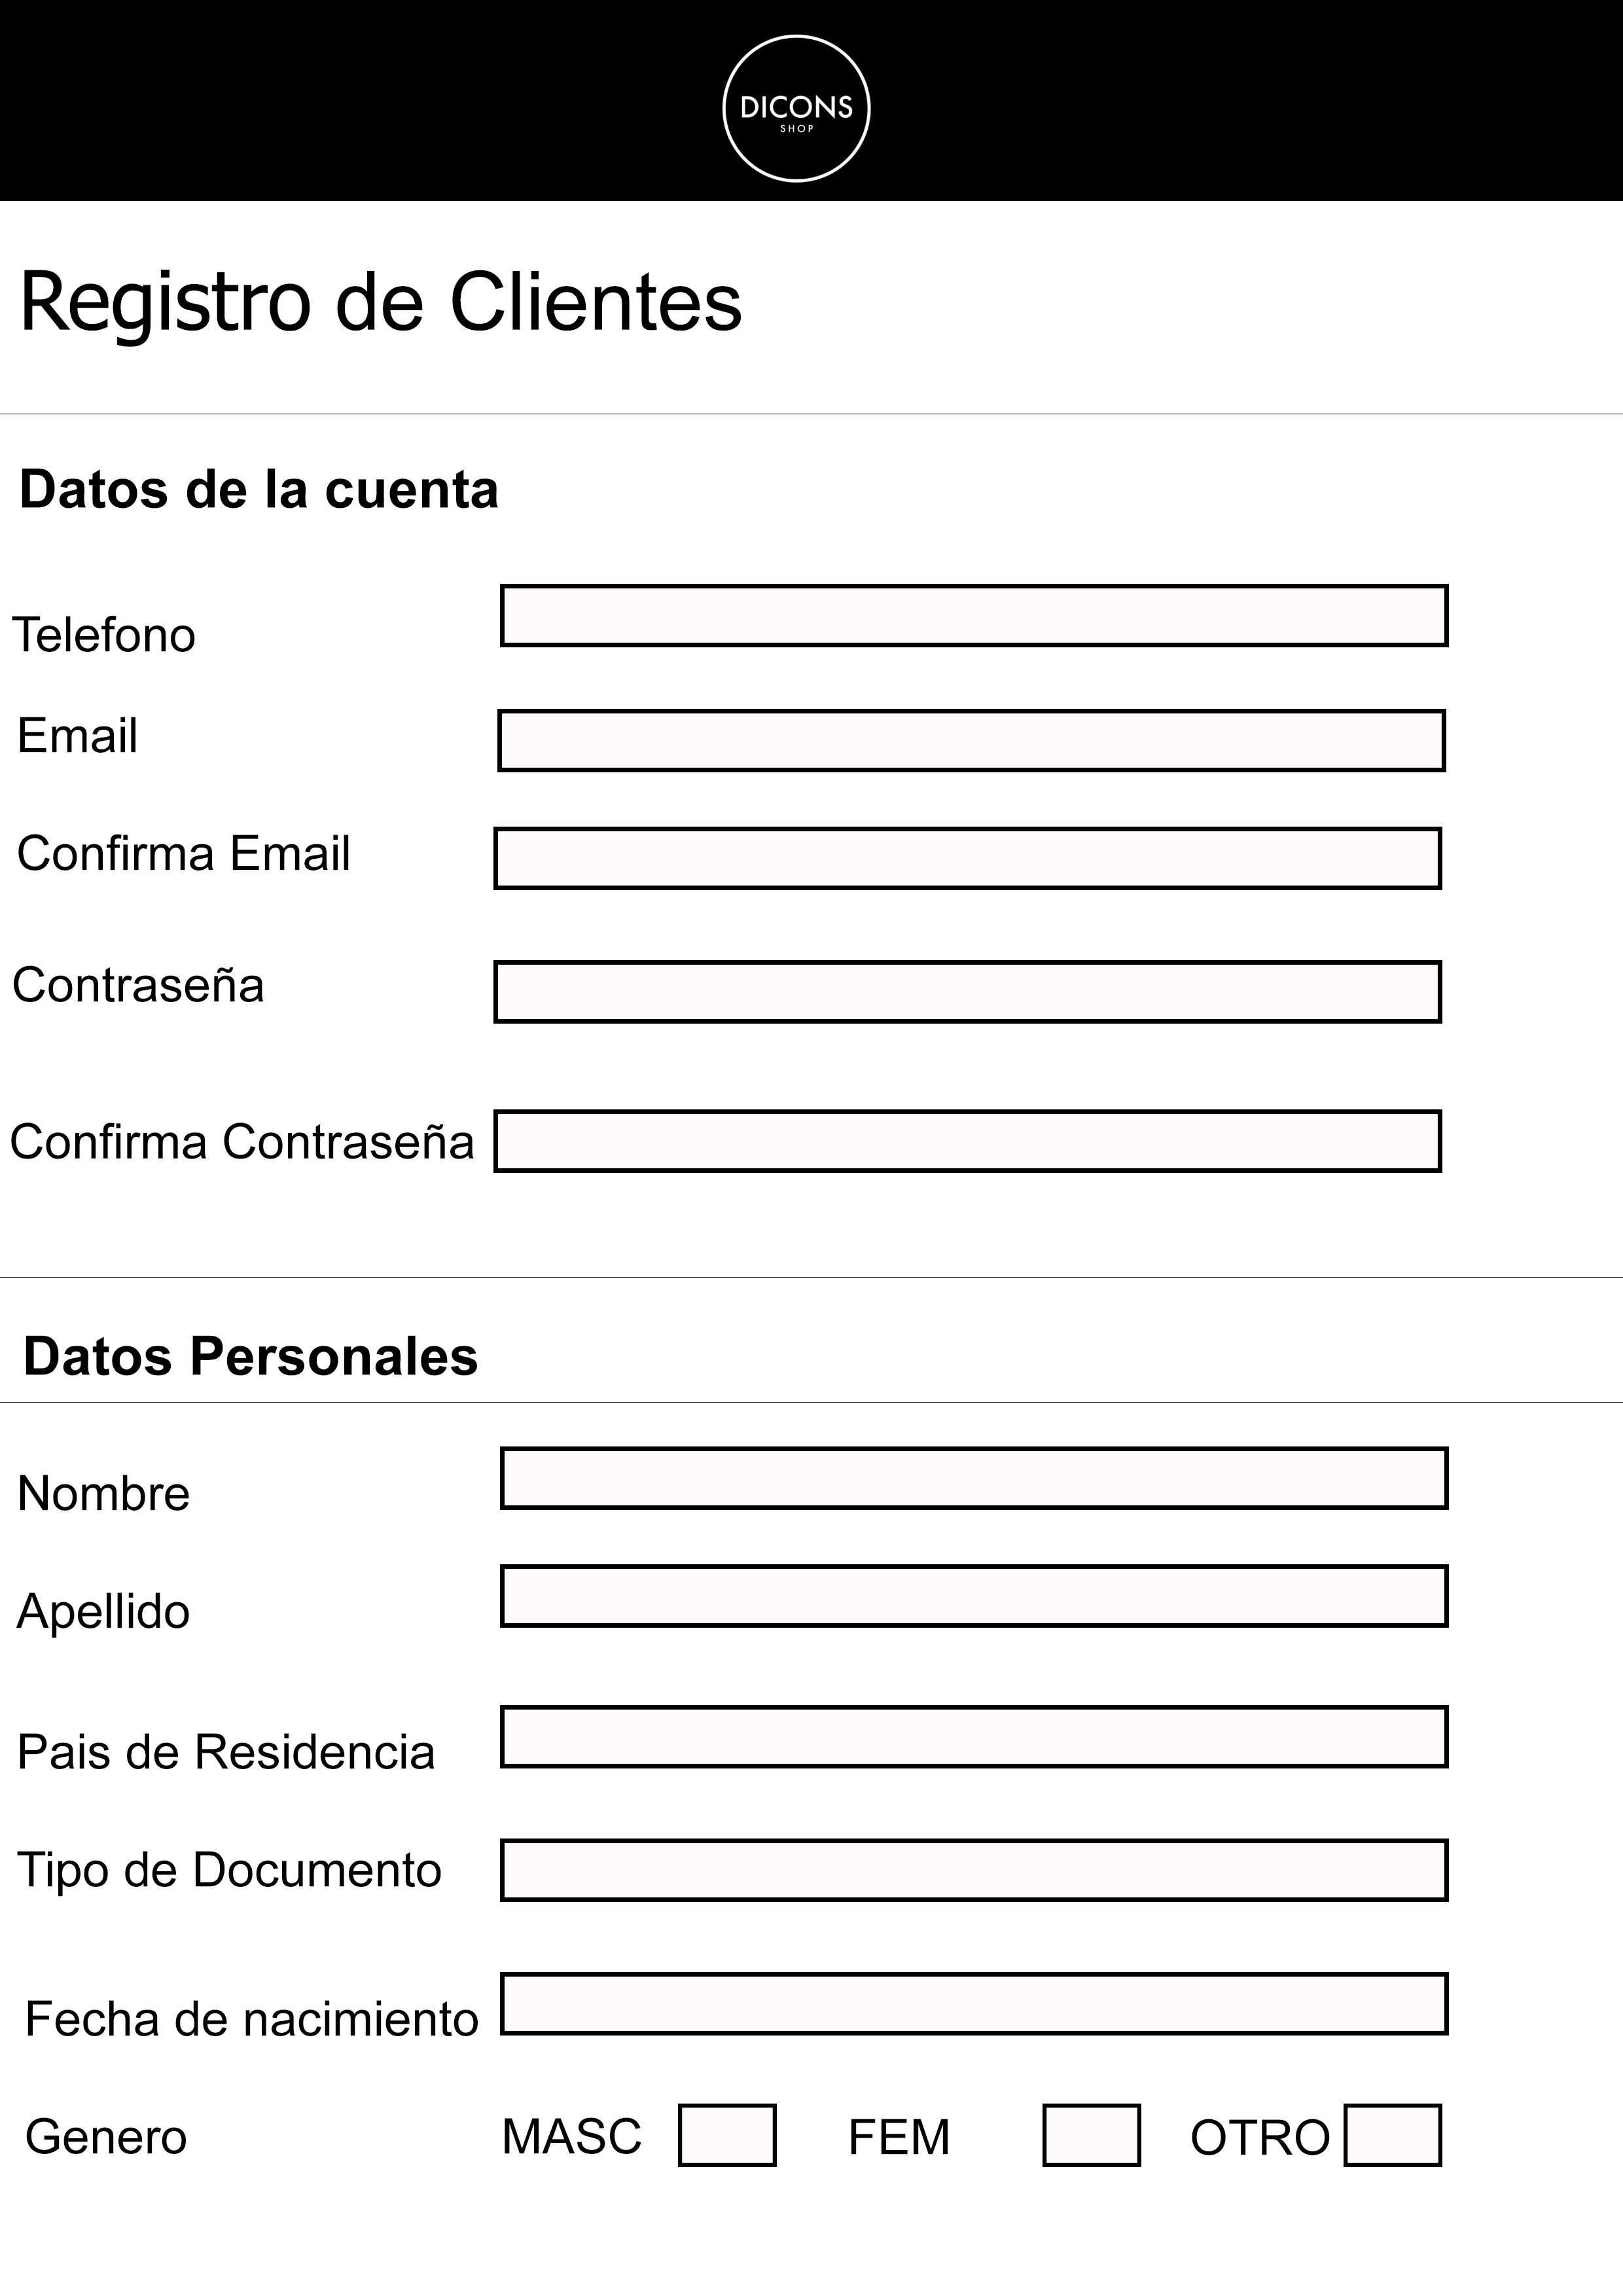 DICONS
SHOP
Registro de Clientes
Datos de la cuenta
Telefono
Email
Confirma Email
Contraseña
Confirma Contraseña
Datos Personales
Nombre
Apellido
Pais de Residencia
Tipo de Documento
Fecha de nacimiento
Genero MASC FEM OTRO